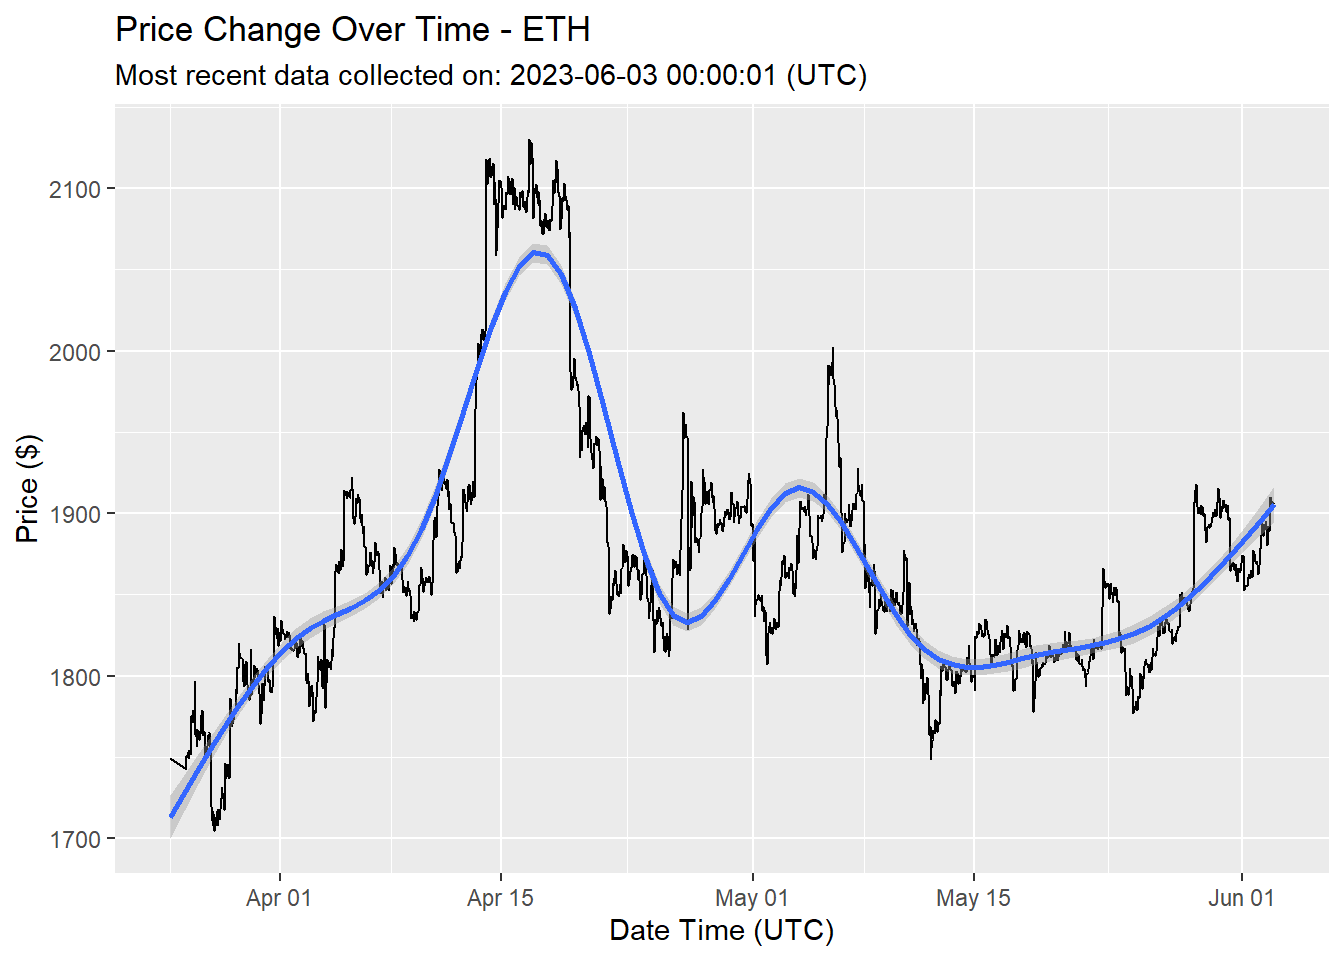 Price Change Over Time - ETH
Most recent data collected on: 2023-06-03 00:00:01 (UTC)
2100
2000
1900
1800
1700
Price ($)
Apr 01
Apr 15
May 01
May 15
Jun 01
Date Time (UTC)